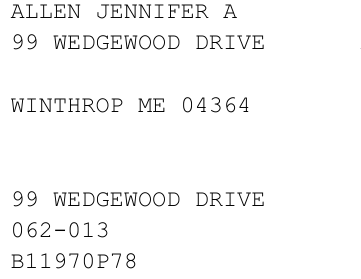 ALLEN JENNIFER A
99 WEDGEWOOD DRIVE
WINTHROP ME 04364
99 WEDGEWOOD DRIVE
062-013
B11970P78